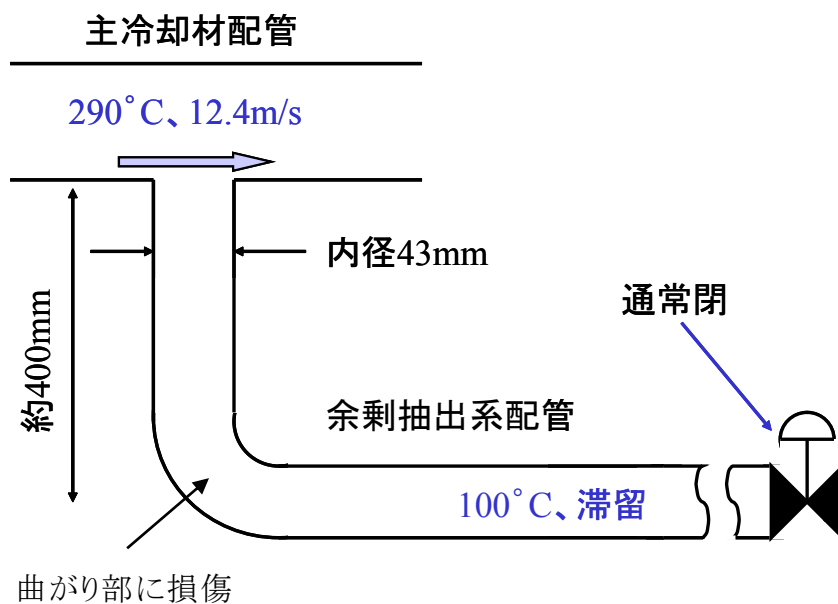 主冷却材配管
290˚C、12.4m/s
内径43mm
通常閉
約400mm
余剰抽出系配管
100˚C、滞留
曲がり部に損傷